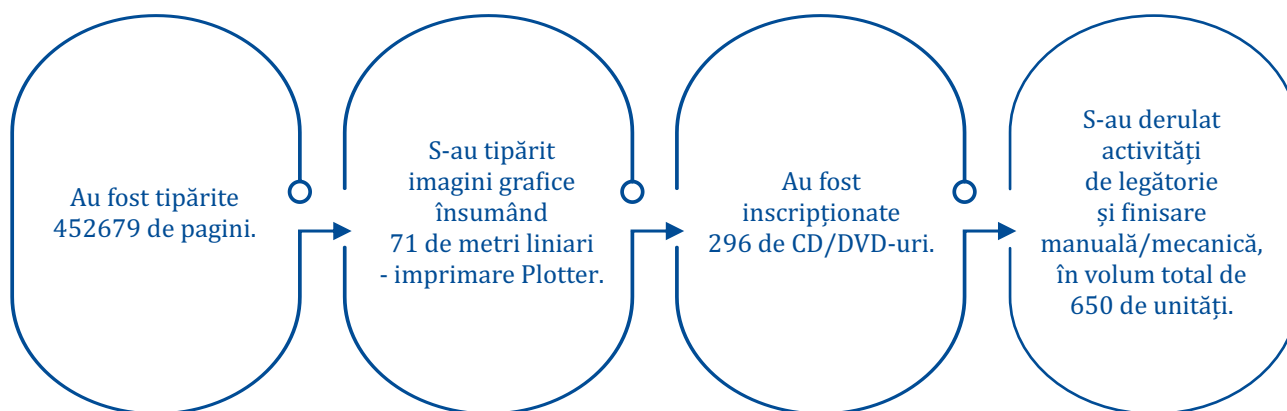 Au fost tipărite
452679 de pagini.
S-au tipărit
imagini grafice
însumând
71 de metri liniari
- imprimare Plotter.
Au fost
inscripționate
296 de CD/DVD-uri.
S-au derulat
activități
de legătorie
și finisare
manuală/mecanică,
în volum total de
650 de unități.